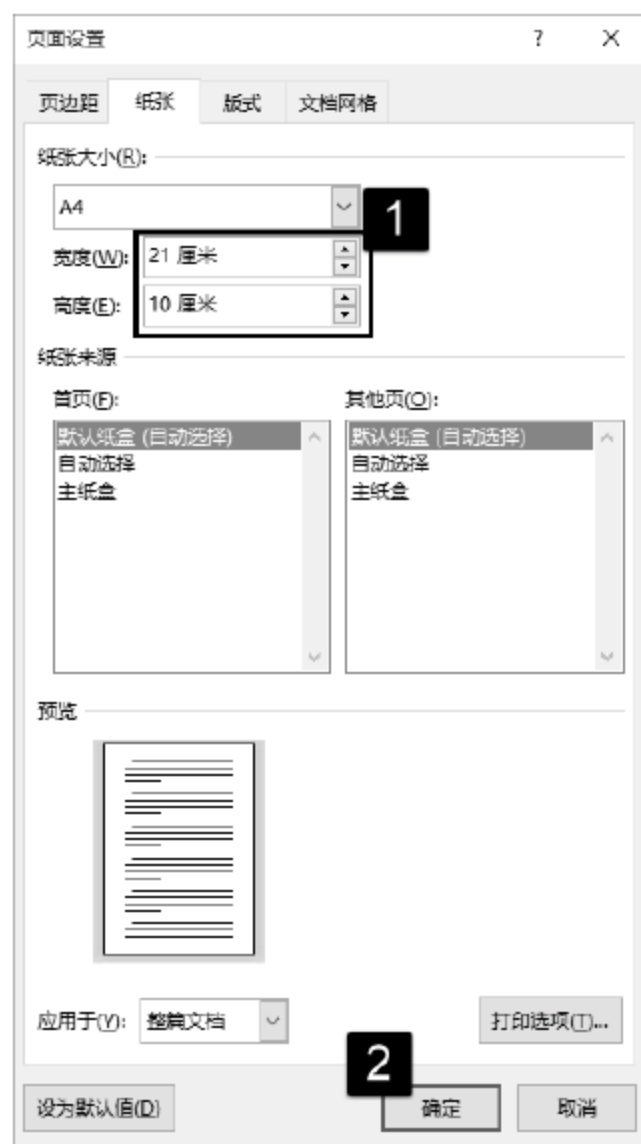 页面设置 ? ×
页边距 纸张 版式 文档网格
纸张大小(R):
A4
1
宽度(W): 21 厘米
高度(E): 10 厘米
纸张来源
首页(F): 其他页(O):
默认纸盒 (自动选择) 默认纸盒 (自动选择)
自动选择 自动选择
主纸盒 主纸盒
预览
应用于(Y): 整篇文档 打印选项(T)...
2
设为默认值(D) 确定 取消